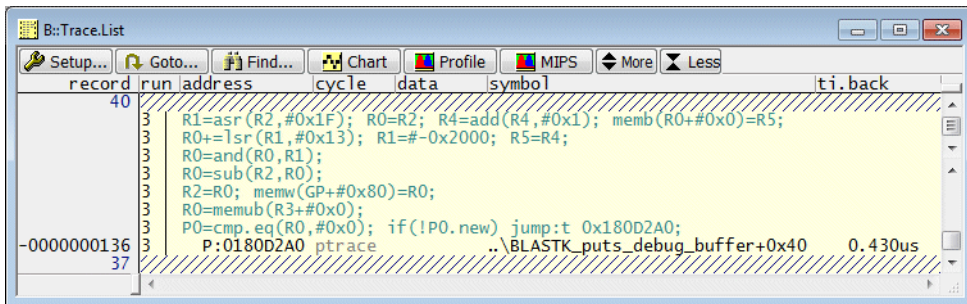 B::Trace.List
Setup... Goto... Find... Chart Profile MIPS More Less
record run address cycle data symbol ti.back
40
3 R1=asr(R2,#0x1F); R0=R2; R4=add(R4,#0x1); memb(R0+#0x0)=R5;
3 R0+=lsr(R1,#0x13); R1=#-0x2000; R5=R4;
3 R0=and(R0,R1);
3 R0=sub(R2,R0);
3 R2=R0; memw(GP+#0x80)=R0;
3 R0=memub(R3+#0x0);
3 P0=cmp.eq(R0,#0x0); if(!P0.new) jump:t 0x180D2A0;
-0000000136 3 P:0180D2A0 ptrace ..\BLASTK_puts_debug_buffer+0x40 0.430us
37